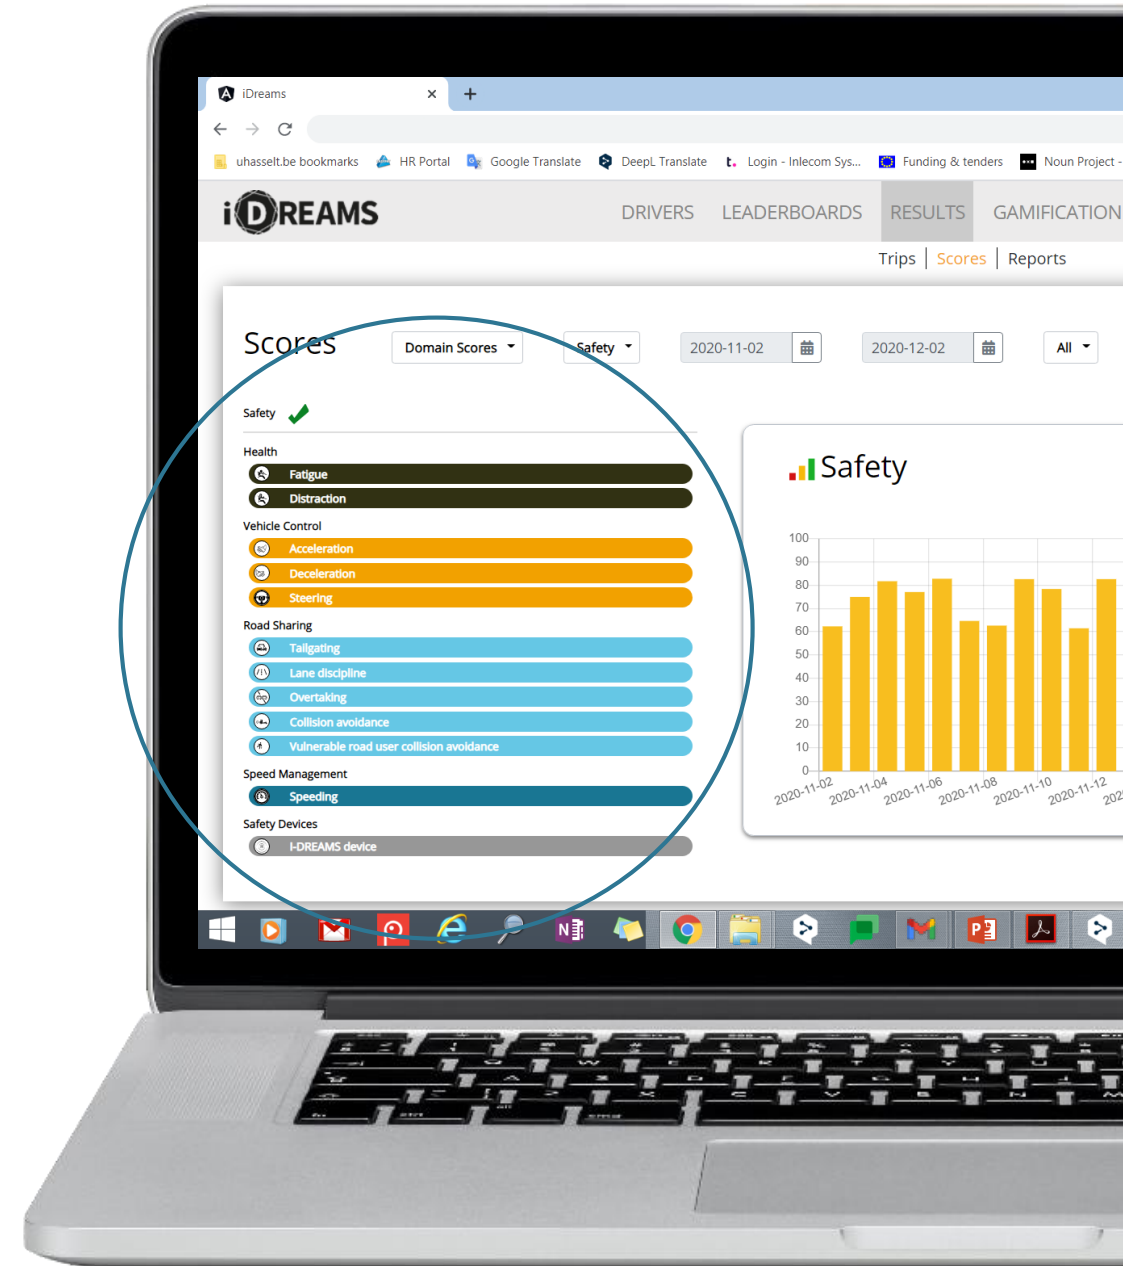 iDreams
uhasselt.be bookmarks HR Portal Google Translate DeepL Translate Login - Inlecom Sys... Funding & tenders Noun Project -
iDREAMS DRIVERS LEADERBOARDS RESULTS GAMIFICATION
Trips | Scores | Reports
Scores Domain Scores Safety 2020-11-02 2020-12-02 All
Safety
Health
Fatigue
Distraction
Vehicle Control
Acceleration
Deceleration
Steering
Road Sharing
Tailgating
Lane discipline
Overtaking
Collision avoidance
Vulnerable road user collision avoidance
Speed Management
Speeding
Safety Devices
I-DREAMS device
Safety
100
90
80
70
60
50
40
30
20
10
0
2020-11-02 2020-11-04 2020-11-06 2020-11-08 2020-11-10 2020-11-12